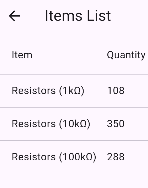 Items List
Item Quantity
Resistors (1kΩ) 108
Resistors (10kΩ) 350
Resistors (100kΩ) 288